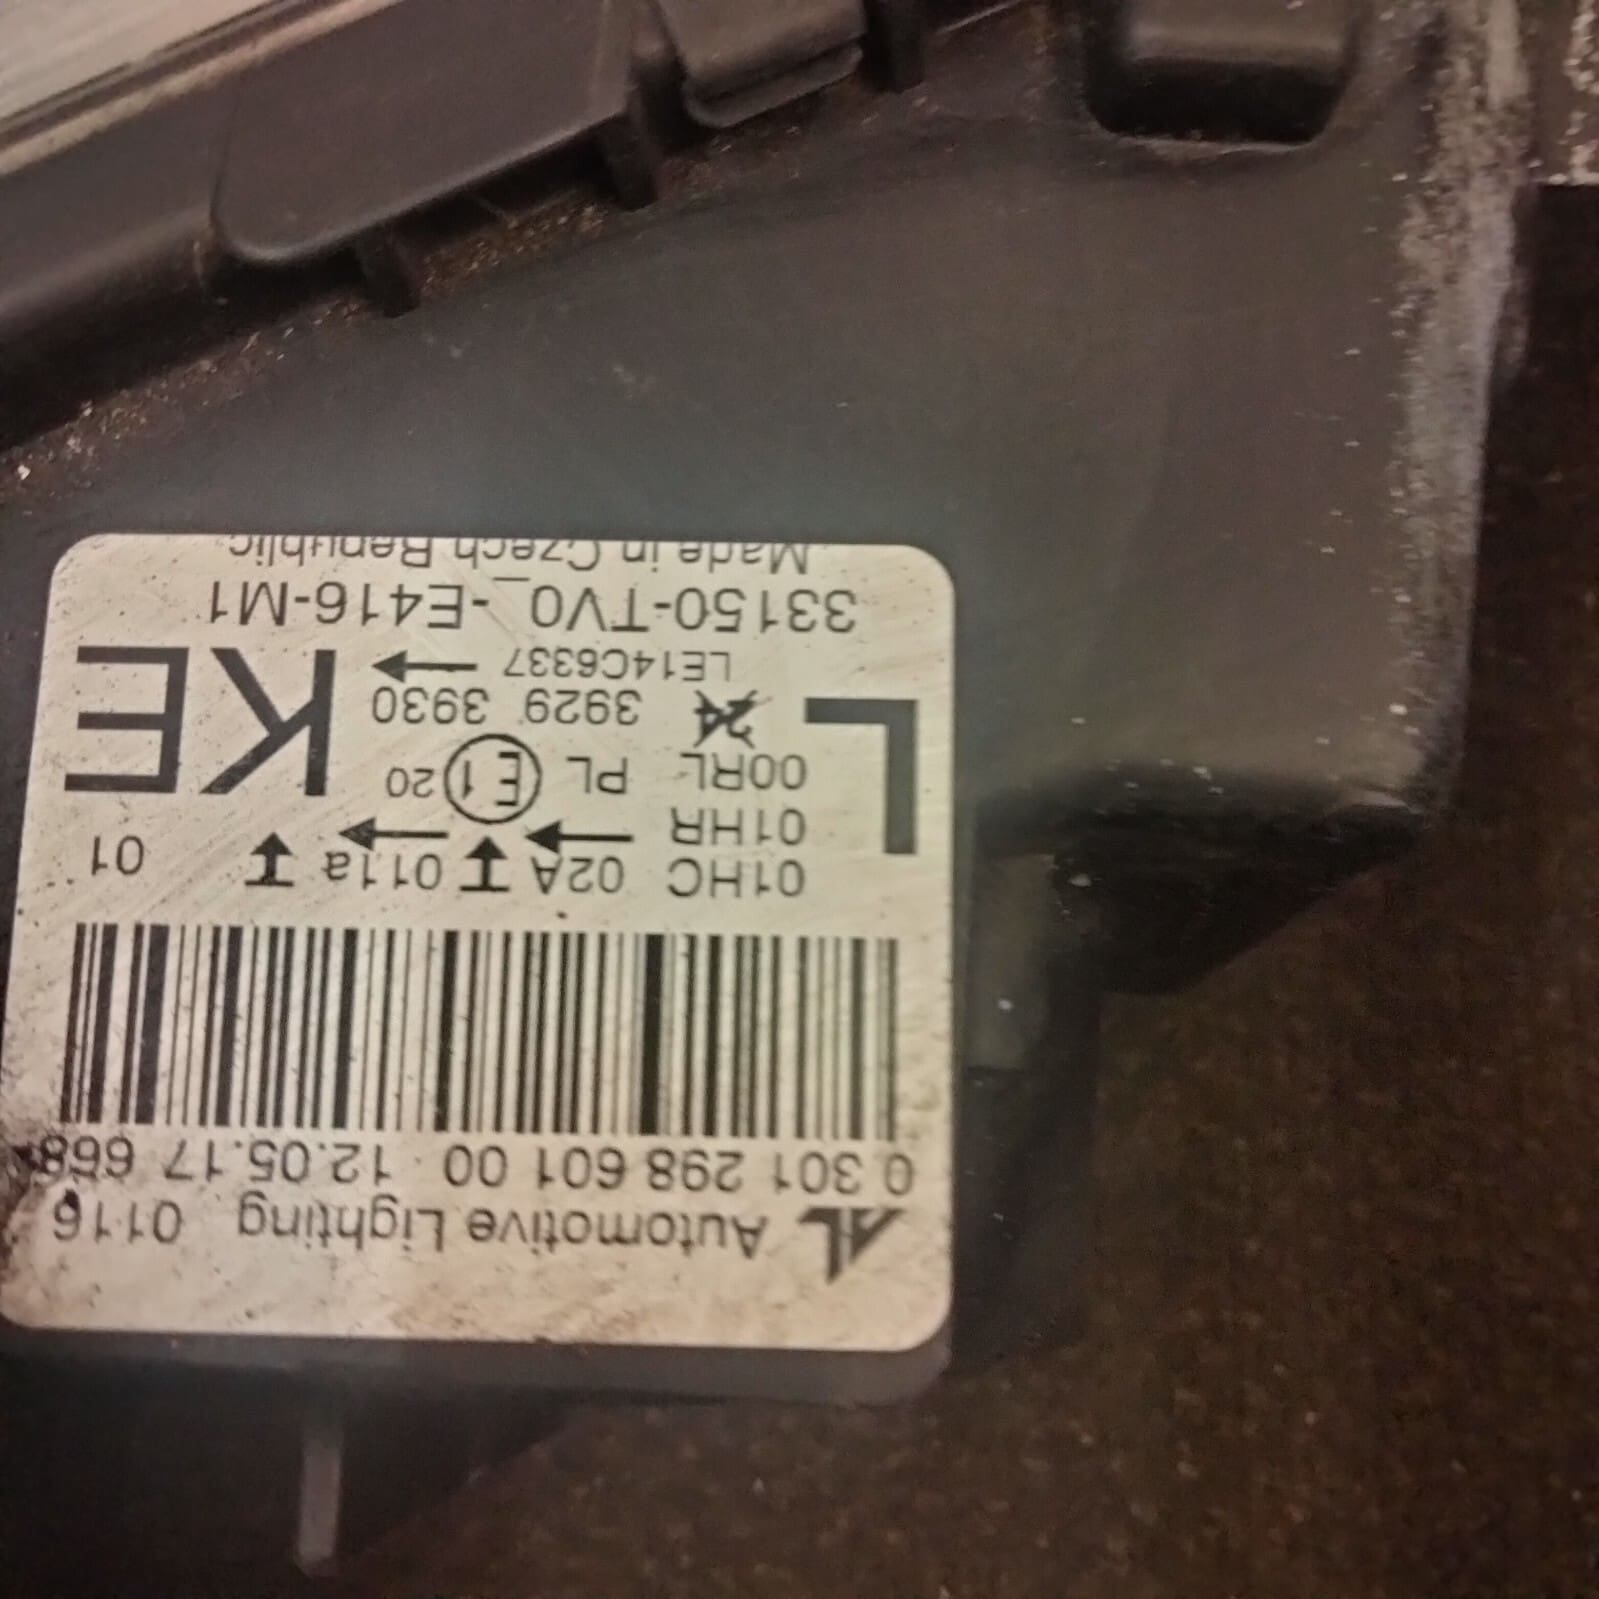 AL Automotive Lighting 0116
0 301 298 601 00 12.05.17 668
01HC 02A 011a 01
01HR
00RL PL E1 20
L 24 3929 3930 KE
LE14C6337
33150-TV0_-E416-M1
Made in Czech Republic